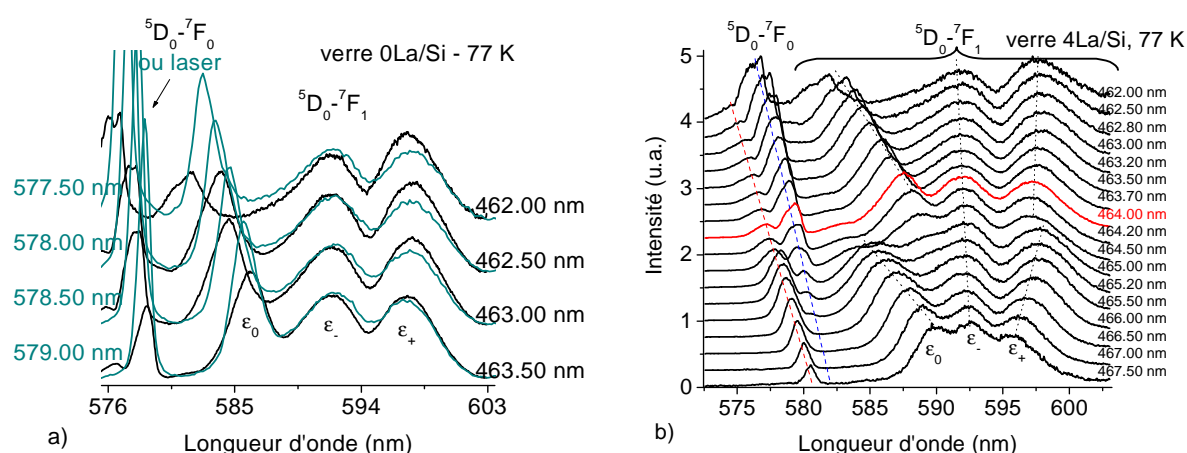 ⁵D₀-⁷F₀
ou laser
verre 0La/Si - 77 K
⁵D₀-⁷F₁
577.50 nm
578.00 nm
578.50 nm
579.00 nm
462.00 nm
462.50 nm
463.00 nm
463.50 nm
ε₀
ε₋
ε₊
576
585
594
603
Longueur d'onde (nm)
a)
⁵D₀-⁷F₀
⁵D₀-⁷F₁
verre 4La/Si, 77 K
Intensité (u.a.)
5
4
3
2
1
0
462.00 nm
462.50 nm
462.80 nm
463.00 nm
463.20 nm
463.50 nm
463.70 nm
464.00 nm
464.20 nm
464.50 nm
465.00 nm
465.20 nm
465.50 nm
466.00 nm
466.50 nm
467.00 nm
467.50 nm
ε₀
ε₋
ε₊
575
580
585
590
595
600
Longueur d'onde (nm)
b)